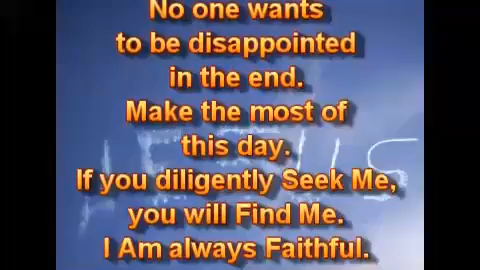 No one wants
to be disappointed
in the end.
Make the most of
this day.
JESUS
If you diligently Seek Me,
you will Find Me.
I Am always Faithful.